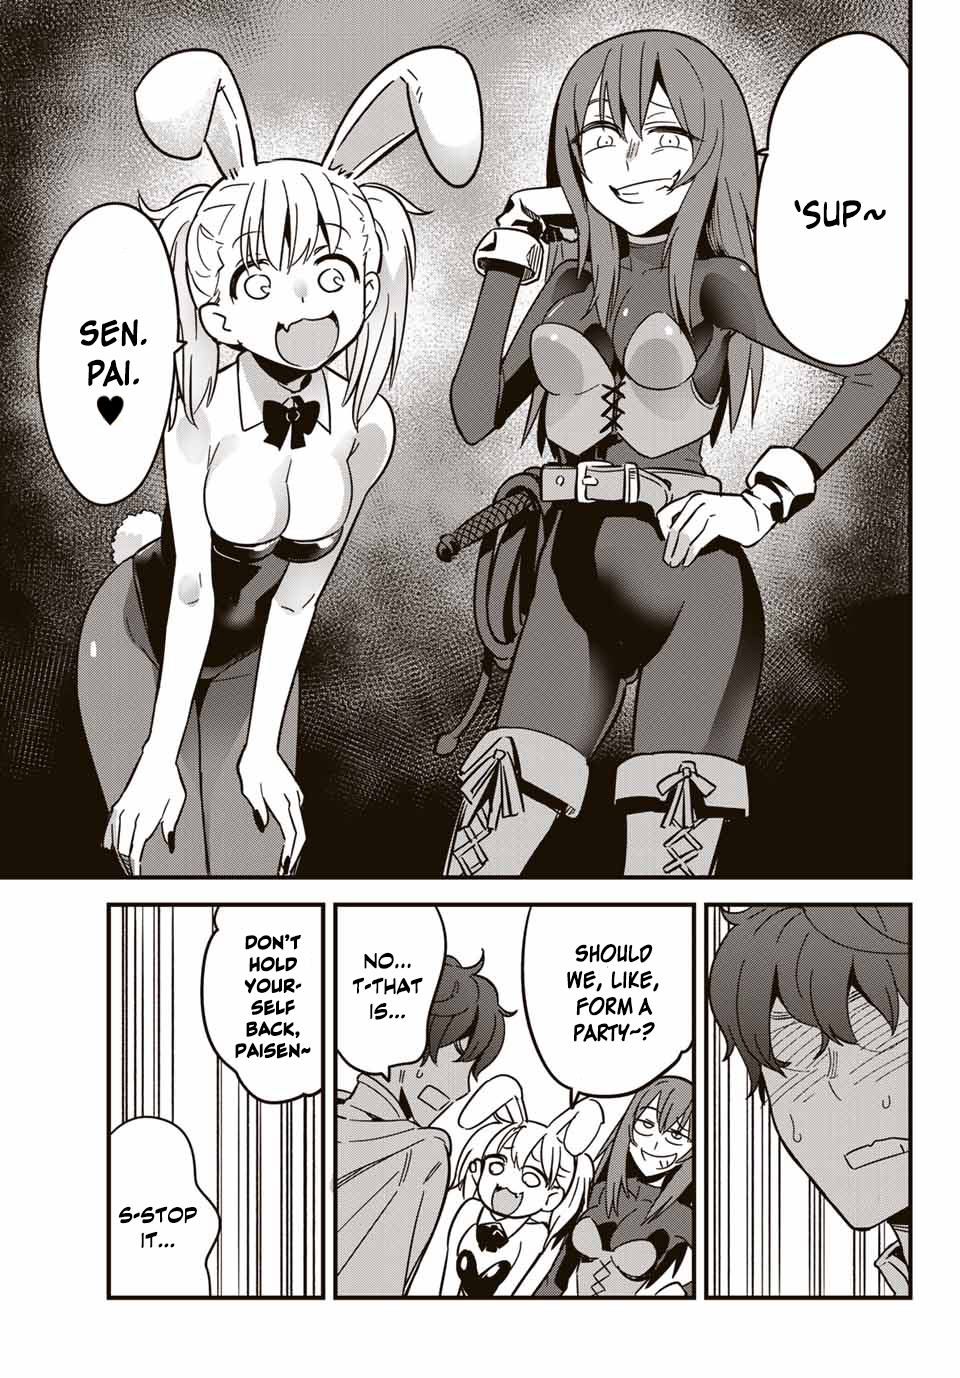 'SUP~
SEN.
PAI.
♥
SHOULD
WE, LIKE,
FORM A
PARTY~?
NO...
T-THAT
IS...
DON'T
HOLD
YOUR-
SELF
BACK,
PAISEN~
S-STOP
IT...